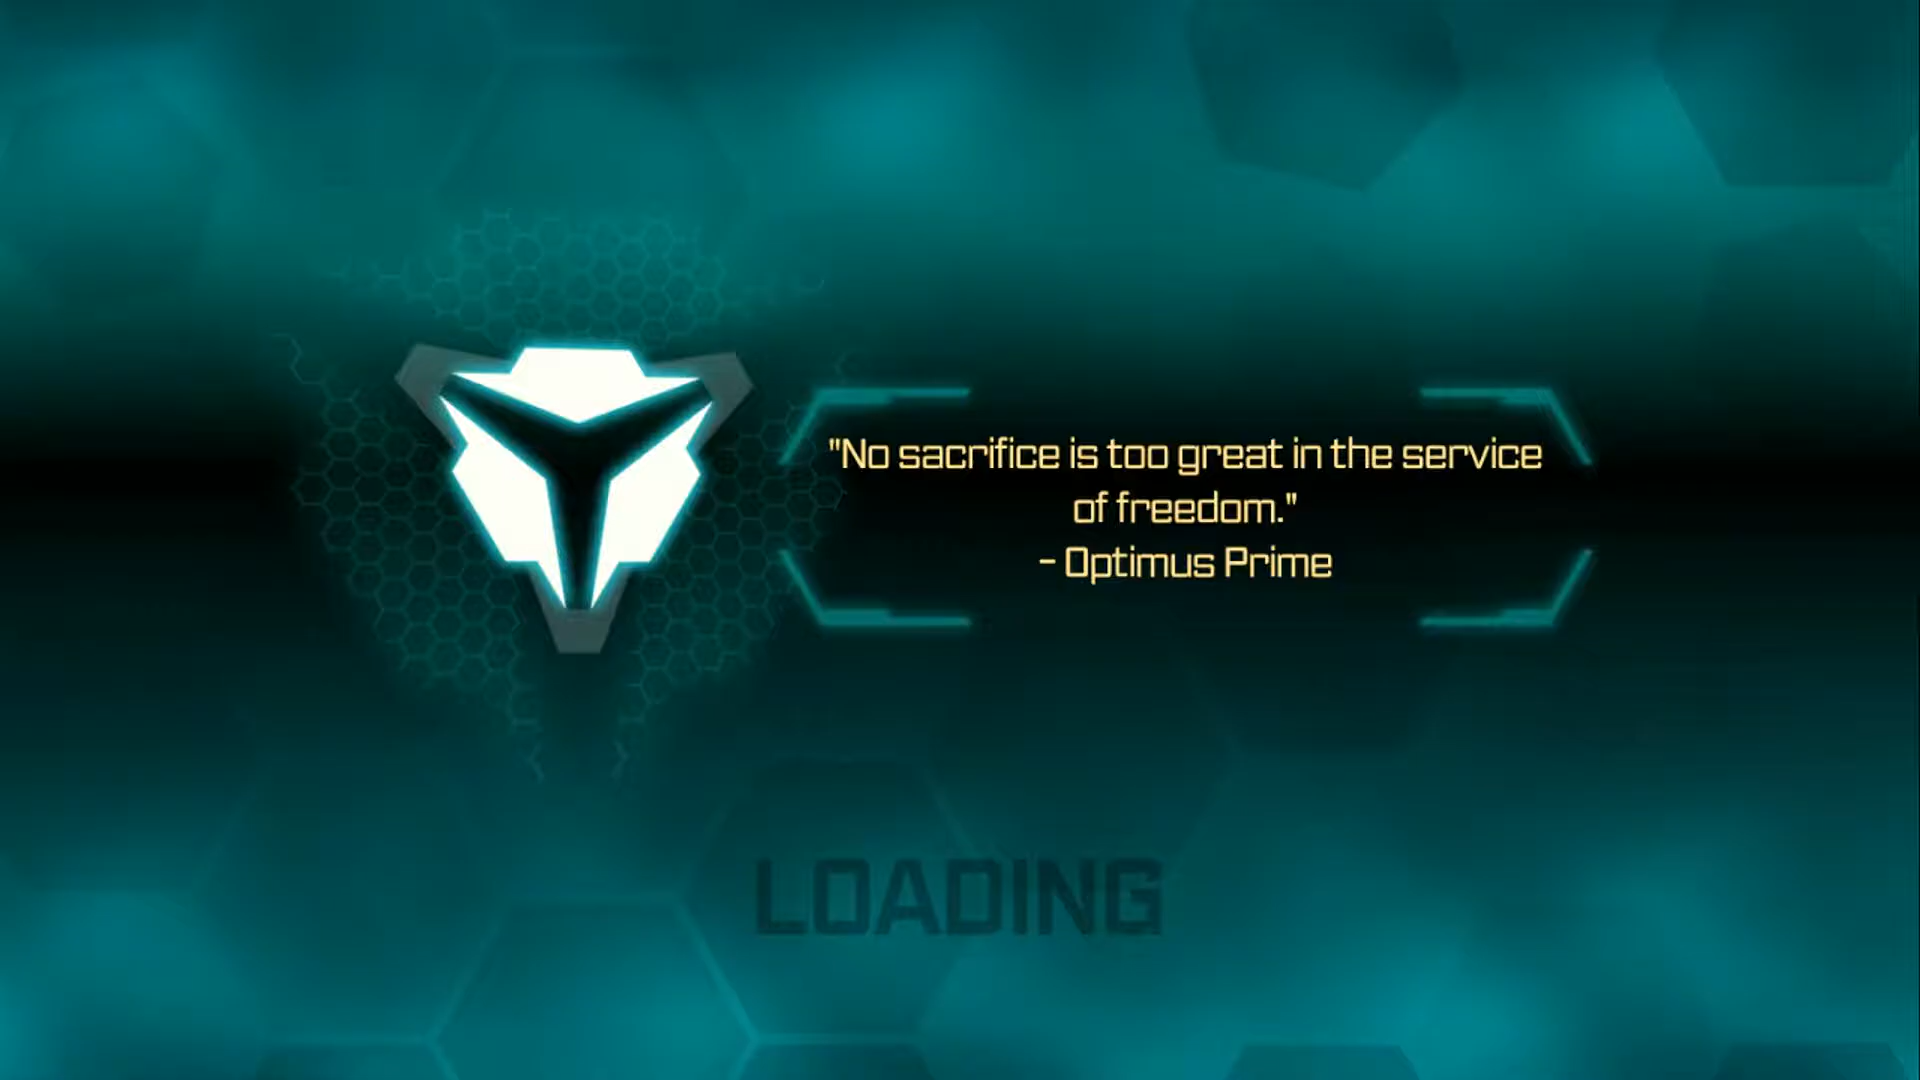 "No sacrifice is too great in the service
of freedom."
- Optimus Prime
LOADING